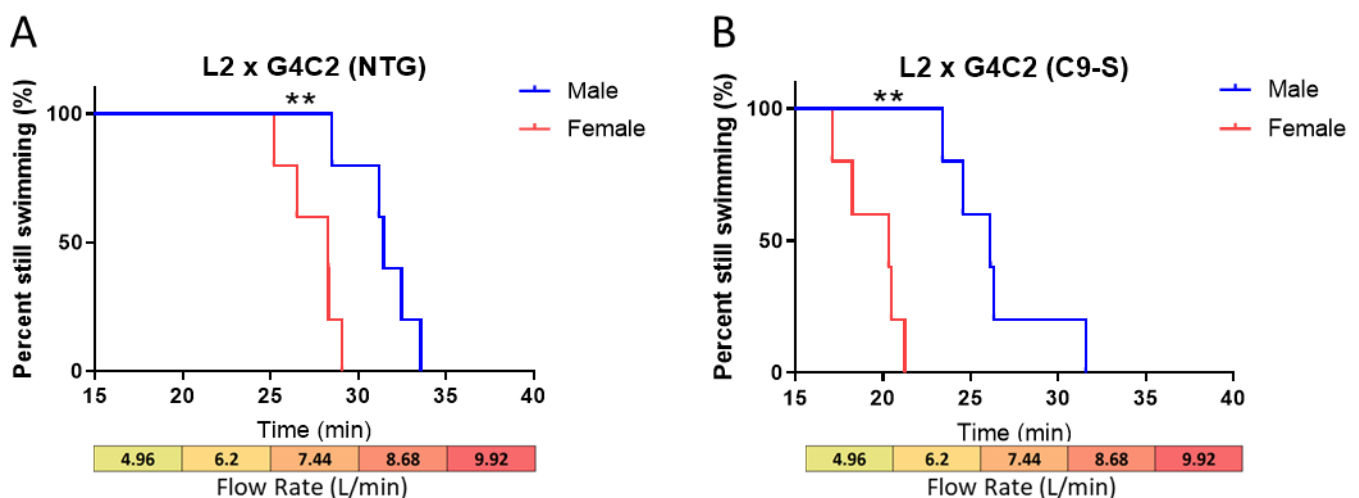 A
L2 x G4C2 (NTG)
Percent still swimming (%)
100
50
0
**
Male
Female
15 20 25 30 35 40
Time (min)
4.96 6.2 7.44 8.68 9.92
Flow Rate (L/min)
B
L2 x G4C2 (C9-S)
Percent still swimming (%)
100
50
0
**
Male
Female
15 20 25 30 35 40
Time (min)
4.96 6.2 7.44 8.68 9.92
Flow Rate (L/min)